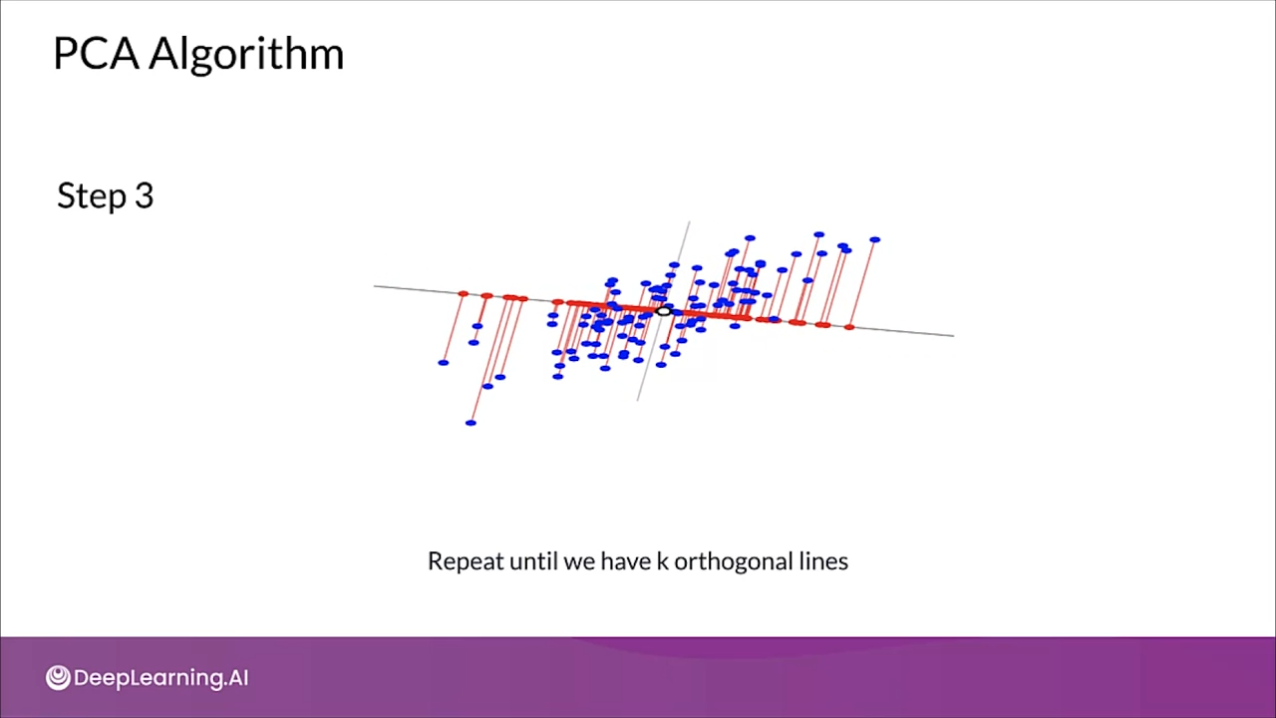 PCA Algorithm
Step 3
Repeat until we have k orthogonal lines
DeepLearning.AI